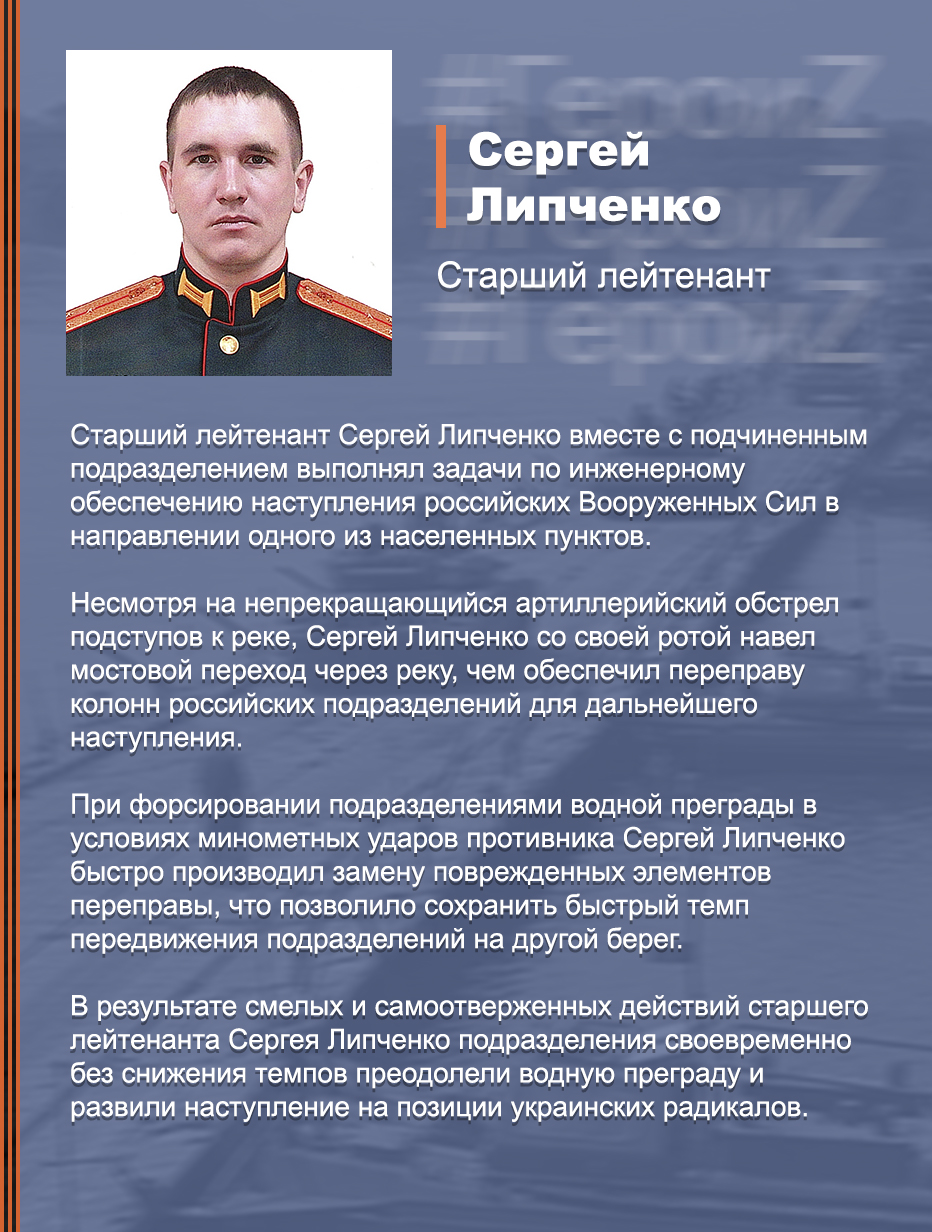 #ГероиZ
Сергей
#ГероиZ
Липченко
Старший лейтенант
#ГероиZ
Старший лейтенант Сергей Липченко вместе с подчиненным
подразделением выполнял задачи по инженерному
обеспечению наступления российских Вооруженных Сил в
направлении одного из населенных пунктов.
Несмотря на непрекращающийся артиллерийский обстрел
подступов к реке, Сергей Липченко со своей ротой навел
мостовой переход через реку, чем обеспечил переправу
колонн российских подразделений для дальнейшего
наступления.
При форсировании подразделениями водной преграды в
условиях минометных ударов противника Сергей Липченко
быстро производил замену поврежденных элементов
переправы, что позволило сохранить быстрый темп
передвижения подразделений на другой берег.
В результате смелых и самоотверженных действий старшего
лейтенанта Сергея Липченко подразделения своевременно
без снижения темпов преодолели водную преграду и
развили наступление на позиции украинских радикалов.